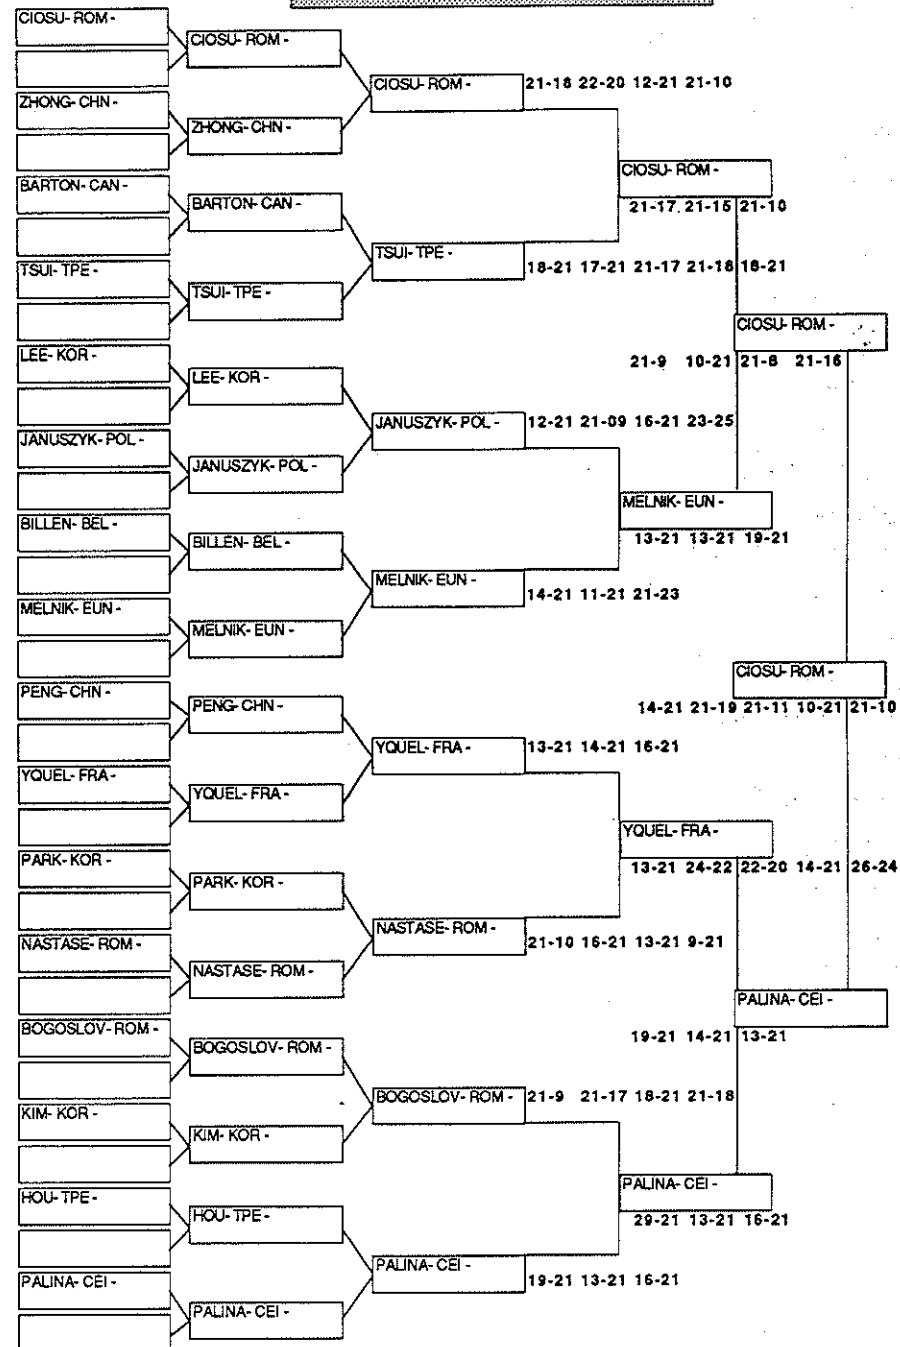 CIOSU- ROM -
CIOSU- ROM -
CIOSU- ROM - 21-18 22-20 12-21 21-10
ZHONG- CHN -
ZHONG- CHN -
CIOSU- ROM -
BARTON- CAN -
BARTON- CAN -
21-17 21-15 21-10
TSUI- TPE - 18-21 17-21 21-17 21-18 18-21
TSUI- TPE -
TSUI- TPE -
CIOSU- ROM -
LEE- KOR -
21-9 10-21 21-8 21-16
LEE- KOR -
JANUSZYK- POL - 12-21 21-09 16-21 23-25
JANUSZYK- POL -
JANUSZYK- POL -
MELNIK- EUN -
BILLEN- BEL -
13-21 13-21 19-21
BILLEN- BEL -
MELNIK- EUN - 14-21 11-21 21-23
MELNIK- EUN -
MELNIK- EUN -
CIOSU- ROM -
PENG- CHN -
PENG- CHN -
14-21 21-19 21-11 10-21 21-10
YQUEL- FRA - 13-21 14-21 16-21
YQUEL- FRA -
YQUEL- FRA -
YQUEL- FRA -
PARK- KOR -
13-21 24-22 22-20 14-21 26-24
PARK- KOR -
NASTASE- ROM - 21-10 16-21 13-21 9-21
NASTASE- ROM -
NASTASE- ROM -
PALINA- CEI -
BOGOSLOV- ROM -
19-21 14-21 13-21
BOGOSLOV- ROM -
BOGOSLOV- ROM - 21-9 21-17 18-21 21-18
KIM- KOR -
KIM- KOR -
PALINA- CEI -
HOU- TPE -
HOU- TPE -
29-21 13-21 16-21
PALINA- CEI - 19-21 13-21 16-21
PALINA- CEI -
PALINA- CEI -